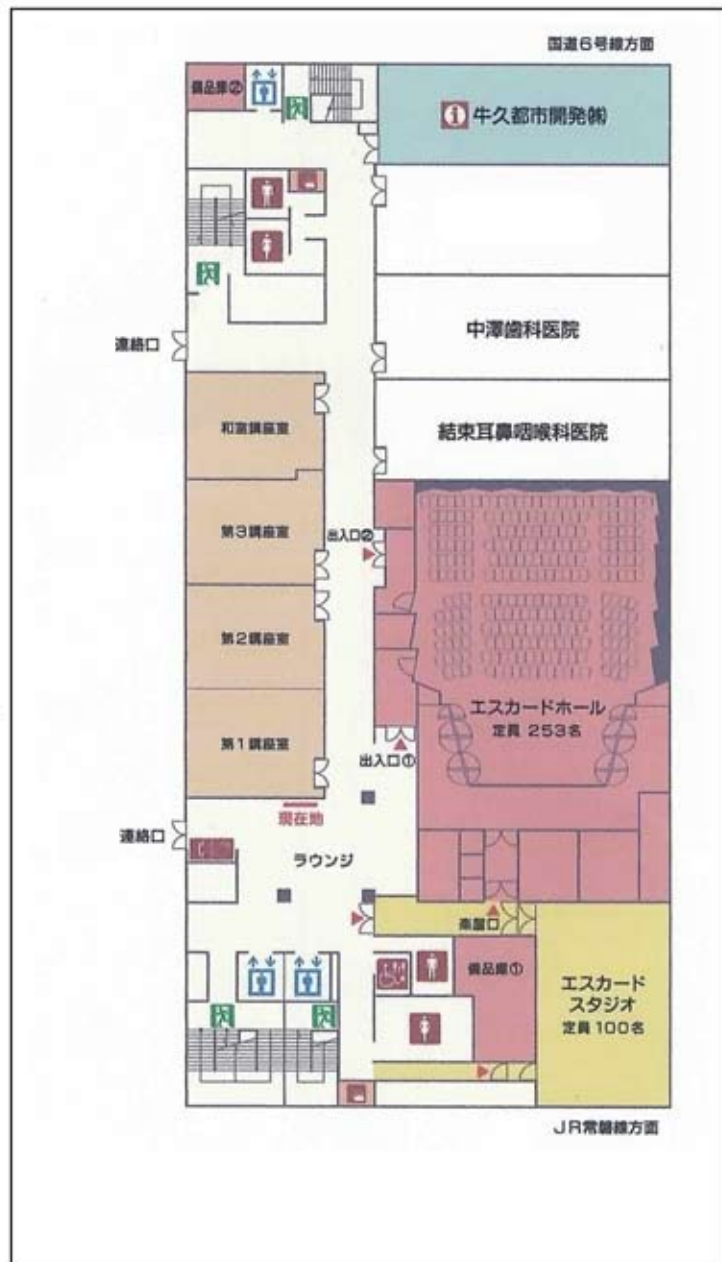 国道6号線方面
備品庫②
牛久都市開発㈱
中澤歯科医院
連絡口
結束耳鼻咽喉科医院
和室講座室
第3講座室
出入口②
第2講座室
エスカードホール
定員 253名
第1講座室
出入口①
現在地
連絡口
ラウンジ
楽屋口
備品庫①
エスカード
スタジオ
定員 100名
JR常磐線方面